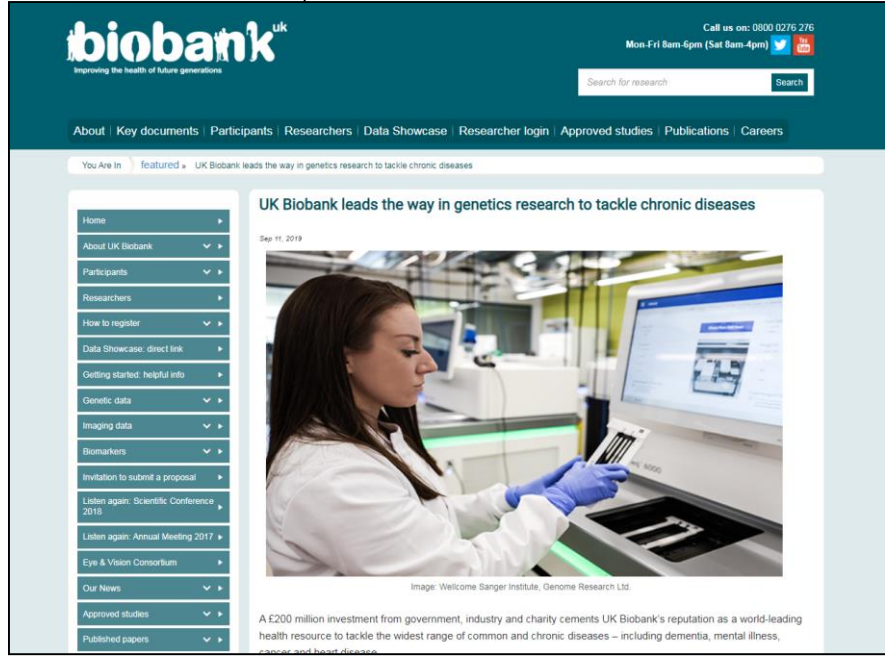 biobank uk
Improving the health of future generations
Call us on: 0800 0276 276
Mon-Fri 8am-6pm (Sat 8am-4pm)
You Tube
Search for research
Search
About | Key documents | Participants | Researchers | Data Showcase | Researcher login | Approved studies | Publications | Careers
You Are In featured » UK Biobank leads the way in genetics research to tackle chronic diseases
Home
About UK Biobank
Participants
Researchers
How to register
Data Showcase: direct link
Getting started: helpful info
Genetic data
Imaging data
Biomarkers
Invitation to submit a proposal
Listen again: Scientific Conference
2018
Listen again: Annual Meeting 2017
Eye & Vision Consortium
Our News
Approved studies
Published papers
UK Biobank leads the way in genetics research to tackle chronic diseases
Sep 11, 2019
6000
Image: Wellcome Sanger Institute, Genome Research Ltd.
A £200 million investment from government, industry and charity cements UK Biobank's reputation as a world-leading
health resource to tackle the widest range of common and chronic diseases – including dementia, mental illness,
cancer and heart disease